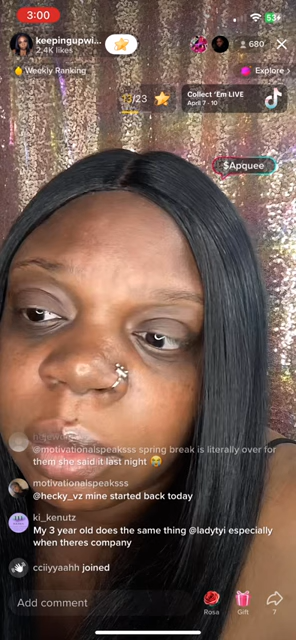 3:00
53
keepingupwi...
2,4K likes
680
Weekly Ranking
Explore >
13/23
Collect 'Em LIVE
April 7 - 10
$Apquee
@motivationalspeaksss spring break is literally over for
them she said it last night 😭
motivationalspeaksss
@hecky_vz mine started back today
ki_kenutz
My 3 year old does the same thing @ladytyi especially
when theres company
cciiyyaahh joined
Add comment
Rosa
Gift
7